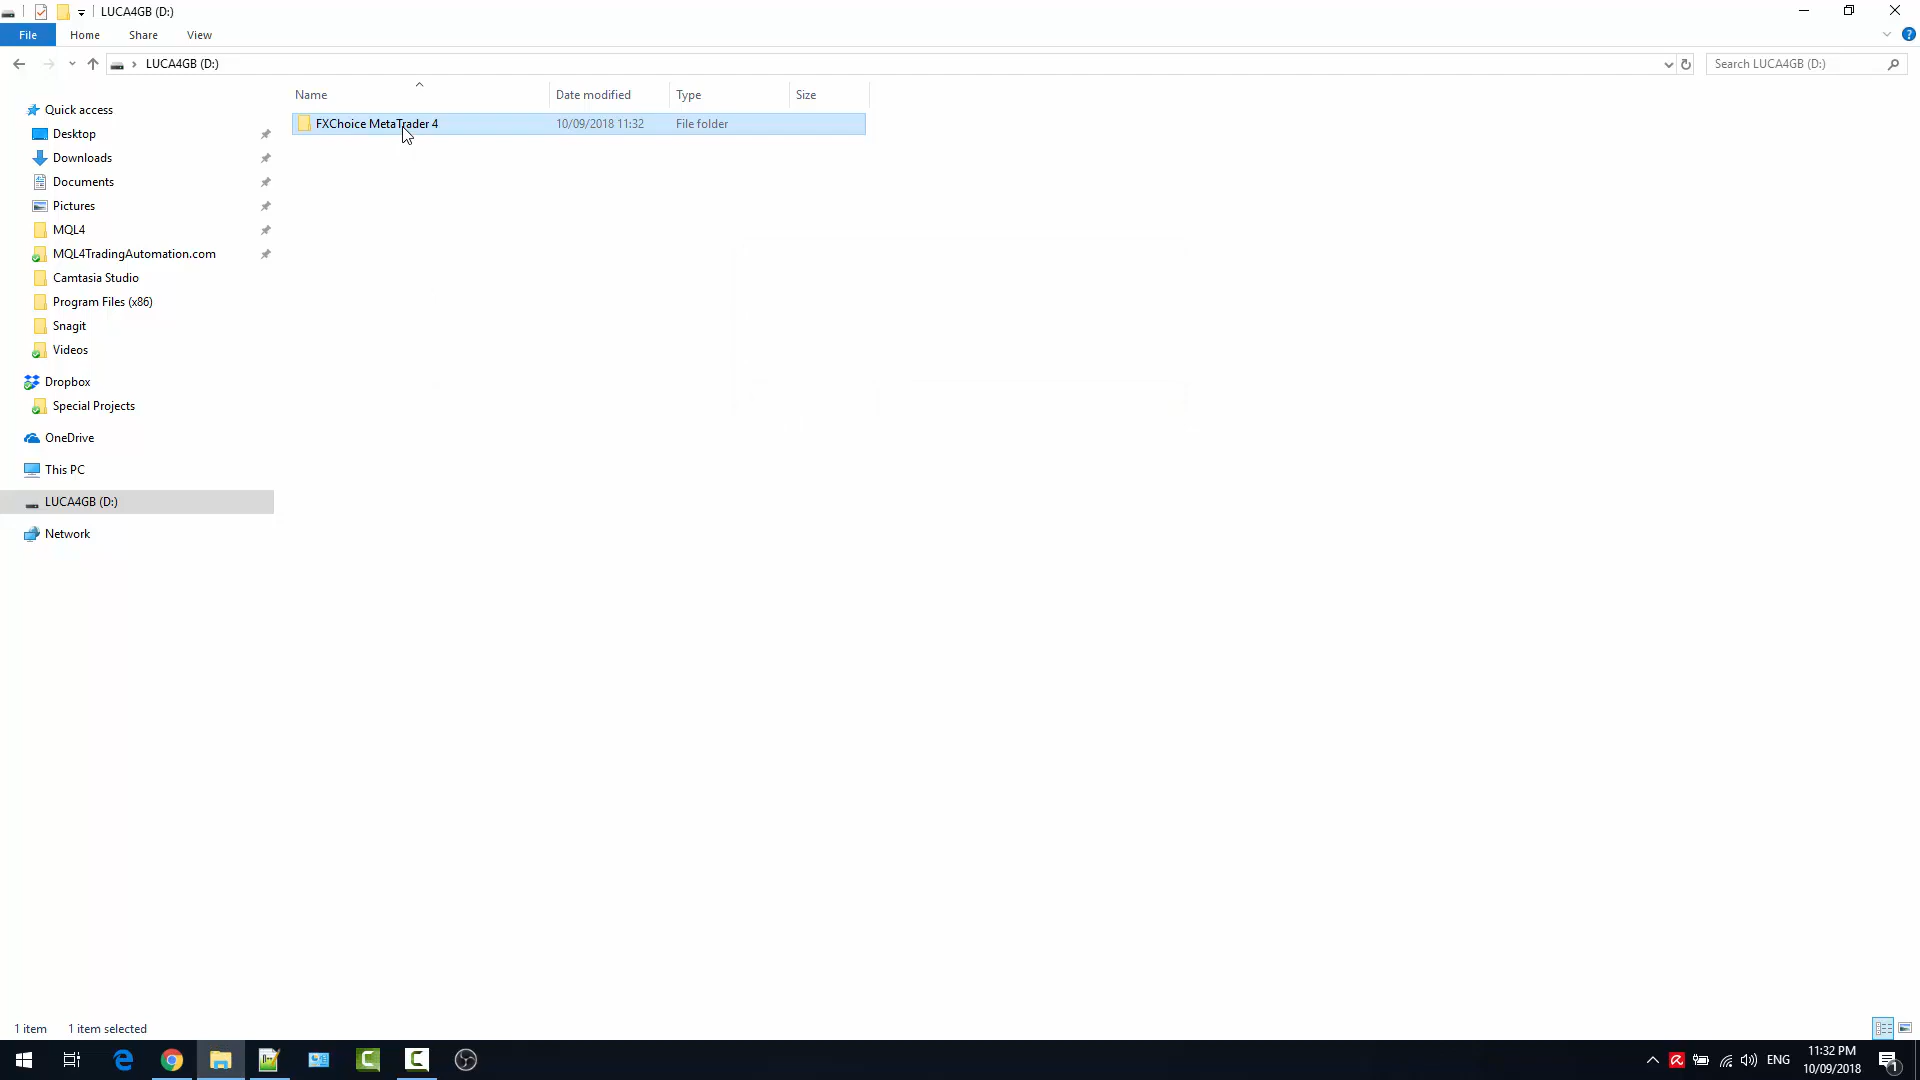 LUCA4GB (D:)
File Home Share View
LUCA4GB (D:) Search LUCA4GB (D:)
Name Date modified Type Size
FXChoice MetaTrader 4 10/09/2018 11:32 File folder
Quick access
Desktop
Downloads
Documents
Pictures
MQL4
MQL4TradingAutomation.com
Camtasia Studio
Program Files (x86)
Snagit
Videos
Dropbox
Special Projects
OneDrive
This PC
LUCA4GB (D:)
Network
1 item 1 item selected
ENG 11:32 PM
10/09/2018 1